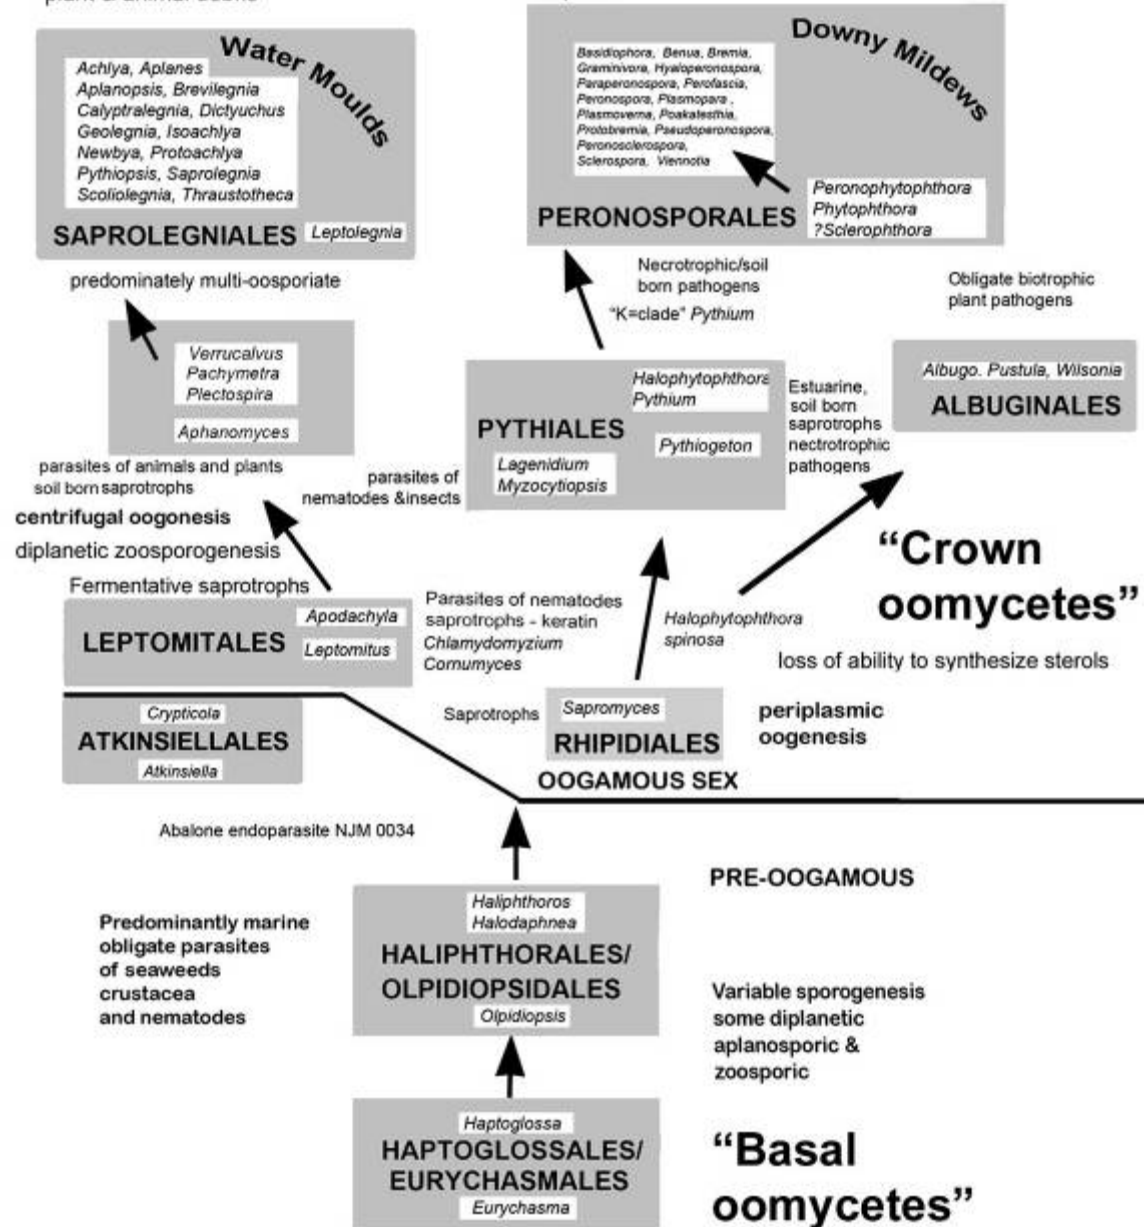 plant & animal debris
Water Moulds
Achlya, Aplanes
Aplanopsis, Brevilegnia
Calyptralegnia, Dictyuchus
Geolegnia, Isoachlya
Newbya, Protoachlya
Pythiopsis, Saprolegnia
Scoliolegnia, Thraustotheca
SAPROLEGNIALES
Leptolegnia
Downy Mildews
Basidiophora, Benua, Bremia,
Graminivora, Hyaloperonospora,
Paraperonospora, Perofascia,
Peronospora, Plasmopara ,
Plasmoverna, Poakatesthia,
Protobremia, Pseudoperonospora,
Peronosclerospora,
Sclerospora, Viennotia
PERONOSPORALES
Peronophytophthora
Phytophthora
?Sclerophthora
predominately multi-oosporiate
Necrotrophic/soil
born pathogens
“K=clade” Pythium
Obligate biotrophic
plant pathogens
Verrucalvus
Pachymetra
Plectospira
Aphanomyces
Halophytophthora
Pythium
PYTHIALES
Pythiogeton
Lagenidium
Myzocytiopsis
Estuarine,
soil born
saprotrophs
nectrotrophic
pathogens
Albugo. Pustula, Wilsonia
ALBUGINALES
parasites of animals and plants
soil born saprotrophs
parasites of
nematodes &insects
centrifugal oogonesis
diplanetic zoosporogenesis
Fermentative saprotrophs
“Crown
oomycetes”
LEPTOMITALES
Apodachyla
Leptomitus
Parasites of nematodes
saprotrophs - keratin
Chlamydomyzium
Cornumyces
Halophytophthora
spinosa
loss of ability to synthesize sterols
Crypticola
ATKINSIELLALES
Atkinsiella
Saprotrophs
Sapromyces
RHIPIDIALES
periplasmic
oogenesis
OOGAMOUS SEX
Abalone endoparasite NJM 0034
PRE-OOGAMOUS
Haliphthoros
Halodaphnea
HALIPHTHORALES/
OLPIDIOPSIDALES
Olpidiopsis
Predominantly marine
obligate parasites
of seaweeds
crustacea
and nematodes
Variable sporogenesis
some diplanetic
aplanosporic &
zoosporic
Haptoglossa
HAPTOGLOSSALES/
EURYCHASMALES
Eurychasma
“Basal
oomycetes”